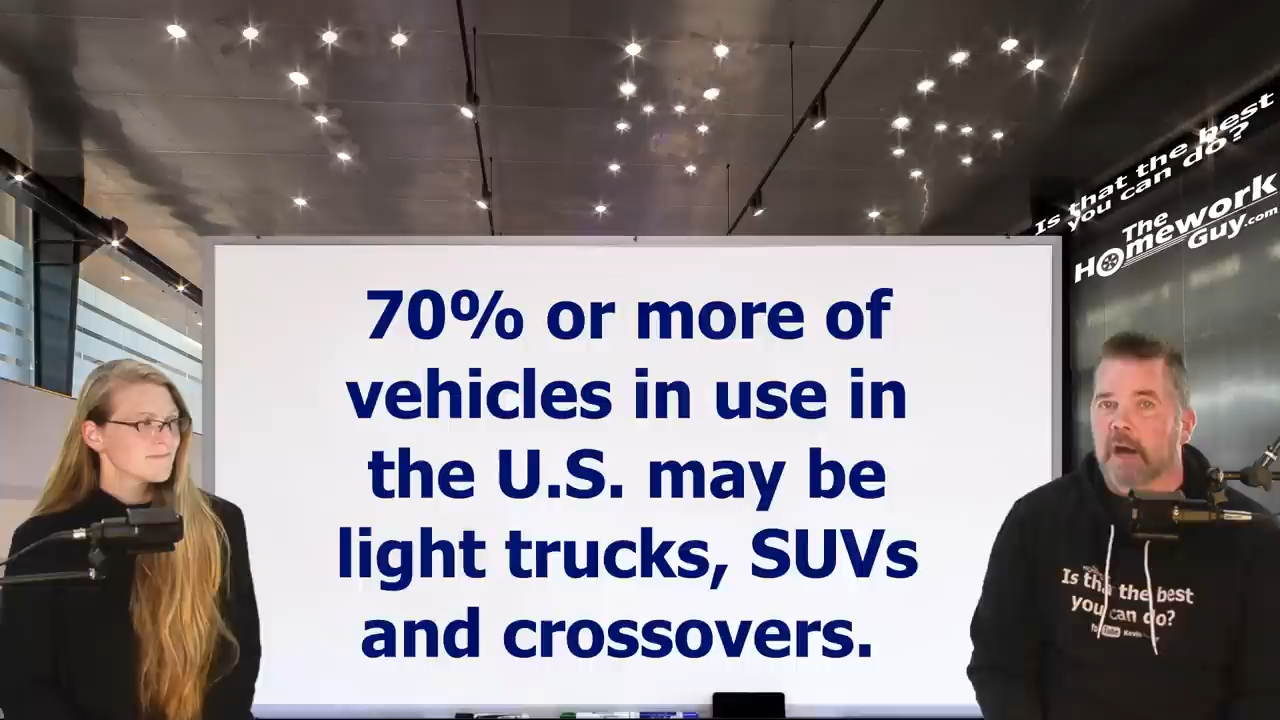 Is that the best
you can do?
The
Homework
Guy.com
70% or more of
vehicles in use in
the U.S. may be
light trucks, SUVs
and crossovers.
Is that the best
you can do?
Kevin